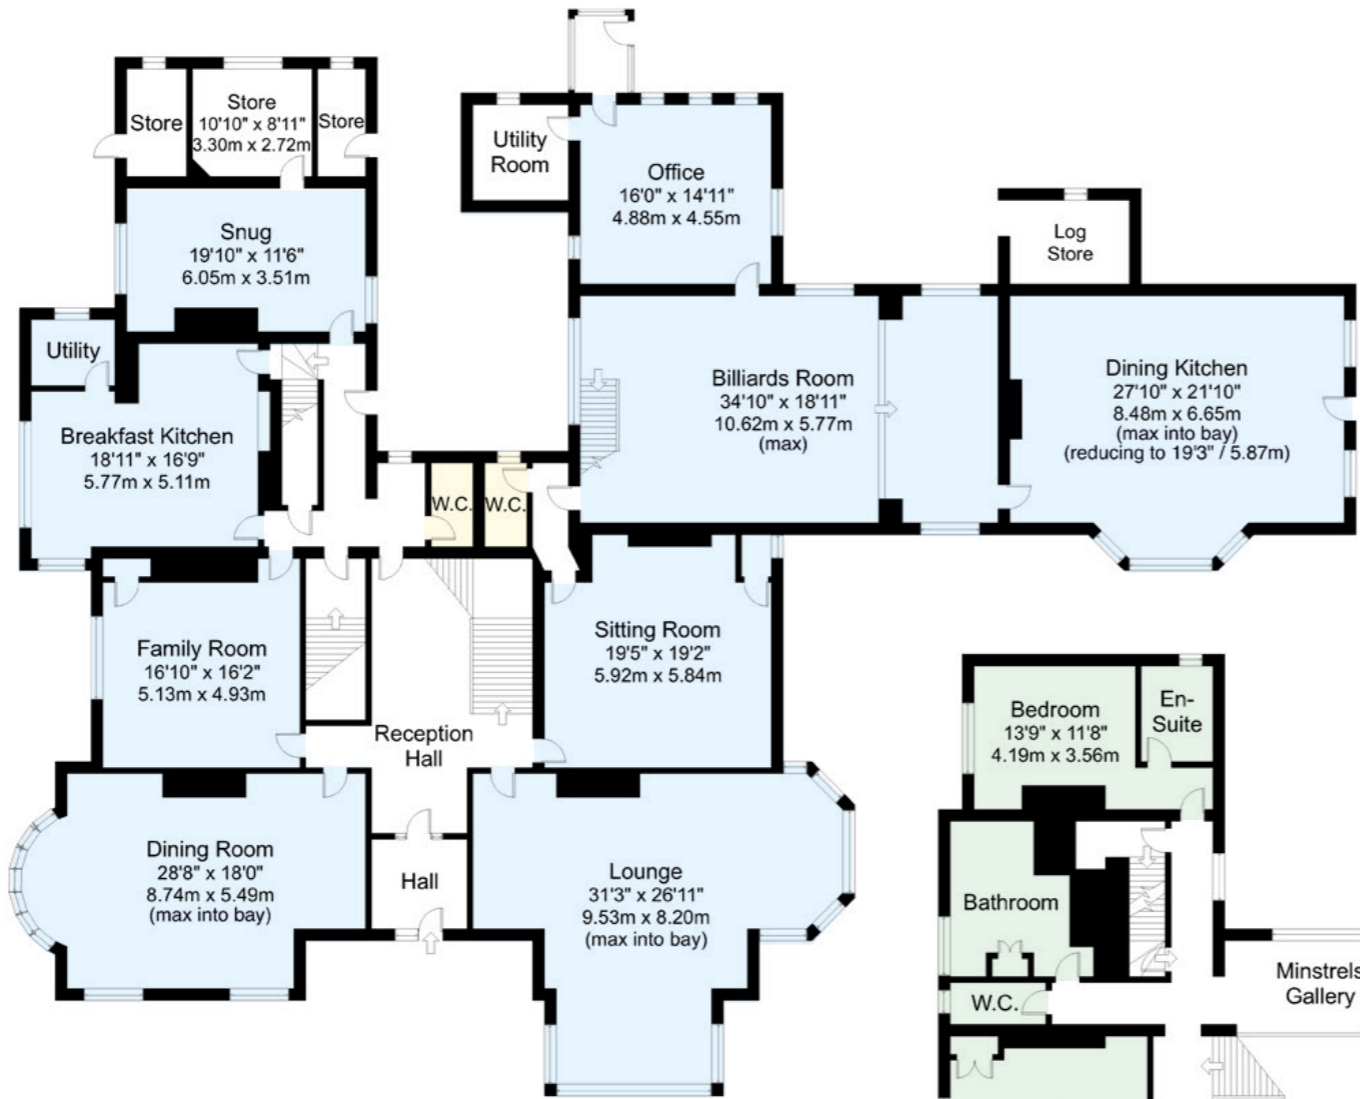 Store
Store
10'10" x 8'11"
3.30m x 2.72m
Store
Utility
Room
Office
16'0" x 14'11"
4.88m x 4.55m
Snug
19'10" x 11'6"
6.05m x 3.51m
Log
Store
Utility
Breakfast Kitchen
18'11" x 16'9"
5.77m x 5.11m
Billiards Room
34'10" x 18'11"
10.62m x 5.77m
(max)
Dining Kitchen
27'10" x 21'10"
8.48m x 6.65m
(max into bay)
(reducing to 19'3" / 5.87m)
W.C.
W.C.
Family Room
16'10" x 16'2"
5.13m x 4.93m
Sitting Room
19'5" x 19'2"
5.92m x 5.84m
Reception
Hall
Dining Room
28'8" x 18'0"
8.74m x 5.49m
(max into bay)
Hall
Lounge
31'3" x 26'11"
9.53m x 8.20m
(max into bay)
Bedroom
13'9" x 11'8"
4.19m x 3.56m
En-
Suite
Bathroom
W.C.
Minstrels
Gallery